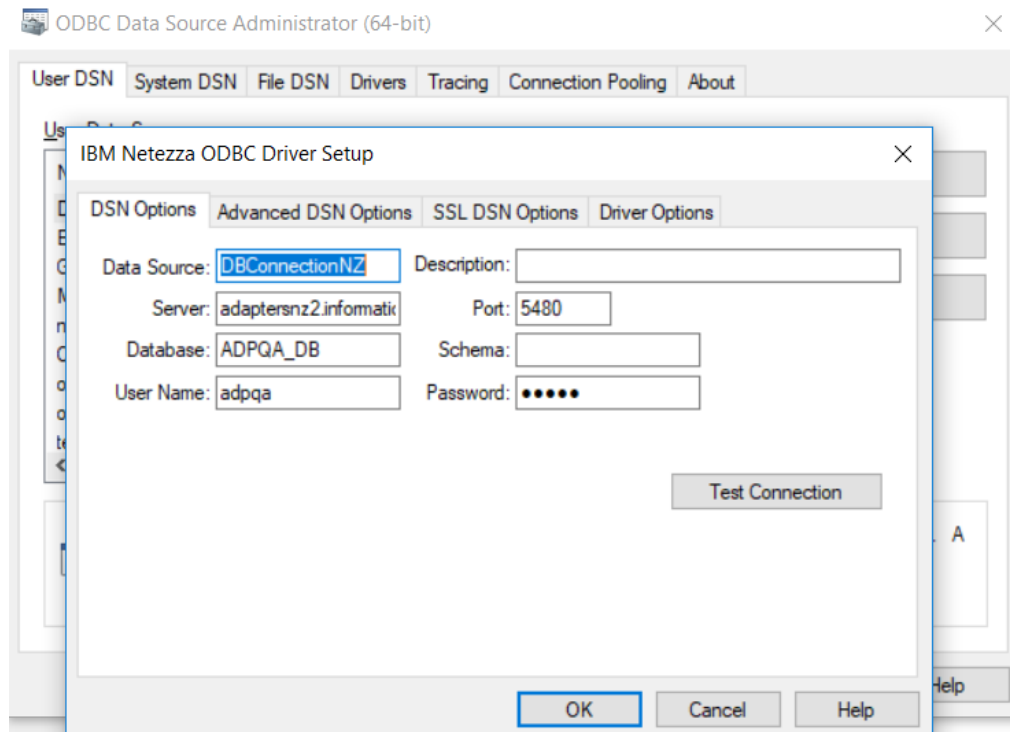 ODBC Data Source Administrator (64-bit)
User DSN System DSN File DSN Drivers Tracing Connection Pooling About
IBM Netezza ODBC Driver Setup
DSN Options Advanced DSN Options SSL DSN Options Driver Options
Data Source: DBConnectionNZ Description:
Server: adaptersnz2.informatic Port: 5480
Database: ADPQA_DB Schema:
User Name: adpqa Password: •••••
Test Connection
A
OK Cancel Help
Help